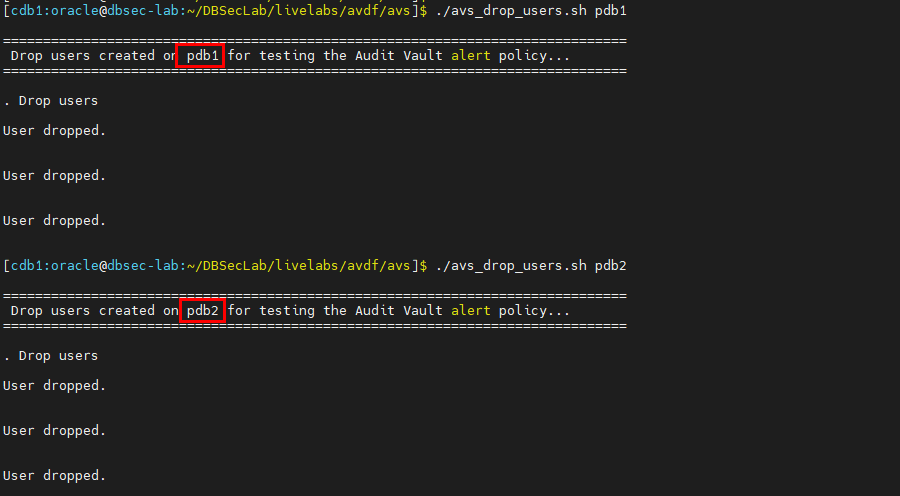 [cdb1:oracle@dbsec-lab:~/DBSecLab/livelabs/avdf/avs]$ ./avs_drop_users.sh pdb1
==============================================================================
Drop users created on pdb1 for testing the Audit Vault alert policy...
==============================================================================
. Drop users
User dropped.
User dropped.
User dropped.
[cdb1:oracle@dbsec-lab:~/DBSecLab/livelabs/avdf/avs]$ ./avs_drop_users.sh pdb2
==============================================================================
Drop users created on pdb2 for testing the Audit Vault alert policy...
==============================================================================
. Drop users
User dropped.
User dropped.
User dropped.